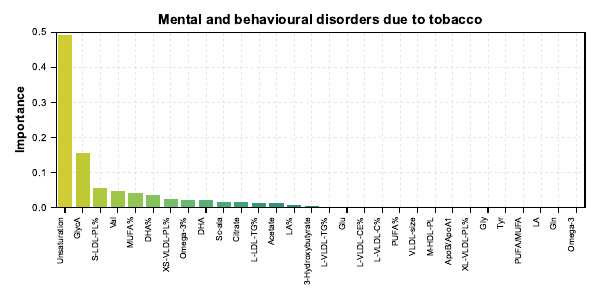 Mental and behavioural disorders due to tobacco
Importance
0.5
0.4
0.3
0.2
0.1
0.0
Unsaturation
GlycA
S-LDL-PL%
Val
MUFA%
DHA%
XS-VLDL-PL%
Omega-3%
DHA
Sc-ala
Citrate
L-LDL-TG%
Acetate
LA%
3-Hydroxybutyrate
L-VLDL-TG%
Glu
L-VLDL-CE%
L-VLDL-C%
PUFA%
VLDL-size
M-HDL-PL
ApoB/ApoA1
XL-VLDL-PL%
Gly
Tyr
PUFA/MUFA
LA
Gln
Omega-3